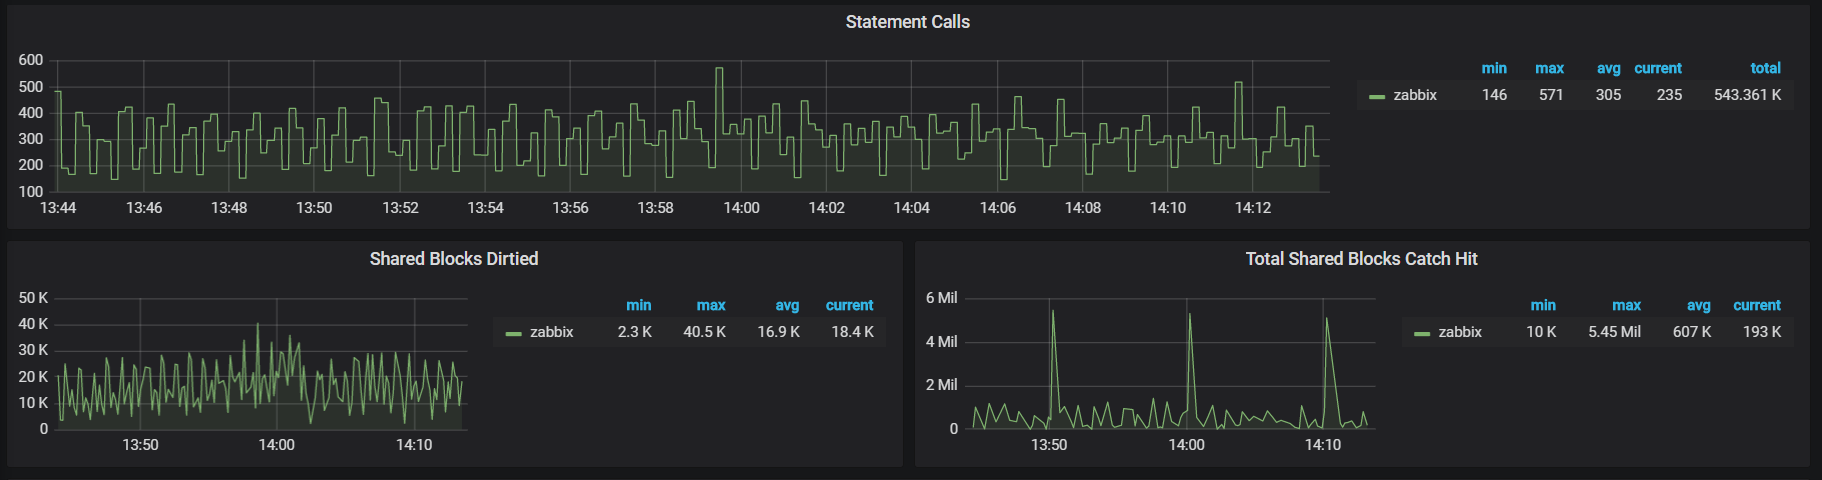 Statement Calls
600
500
400
300
200
100
13:44 13:46 13:48 13:50 13:52 13:54 13:56 13:58 14:00 14:02 14:04 14:06 14:08 14:10 14:12
min max avg current total
zabbix 146 571 305 235 543.361 K
Shared Blocks Dirtied
50 K
40 K
30 K
20 K
10 K
0
13:50 14:00 14:10
min max avg current
zabbix 2.3 K 40.5 K 16.9 K 18.4 K
Total Shared Blocks Catch Hit
6 Mil
4 Mil
2 Mil
0
13:50 14:00 14:10
min max avg current
zabbix 10 K 5.45 Mil 607 K 193 K